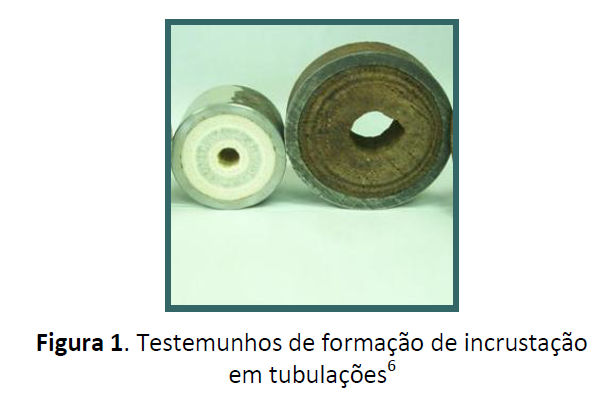 Figura 1. Testemunhos de formação de incrustação
em tubulações6